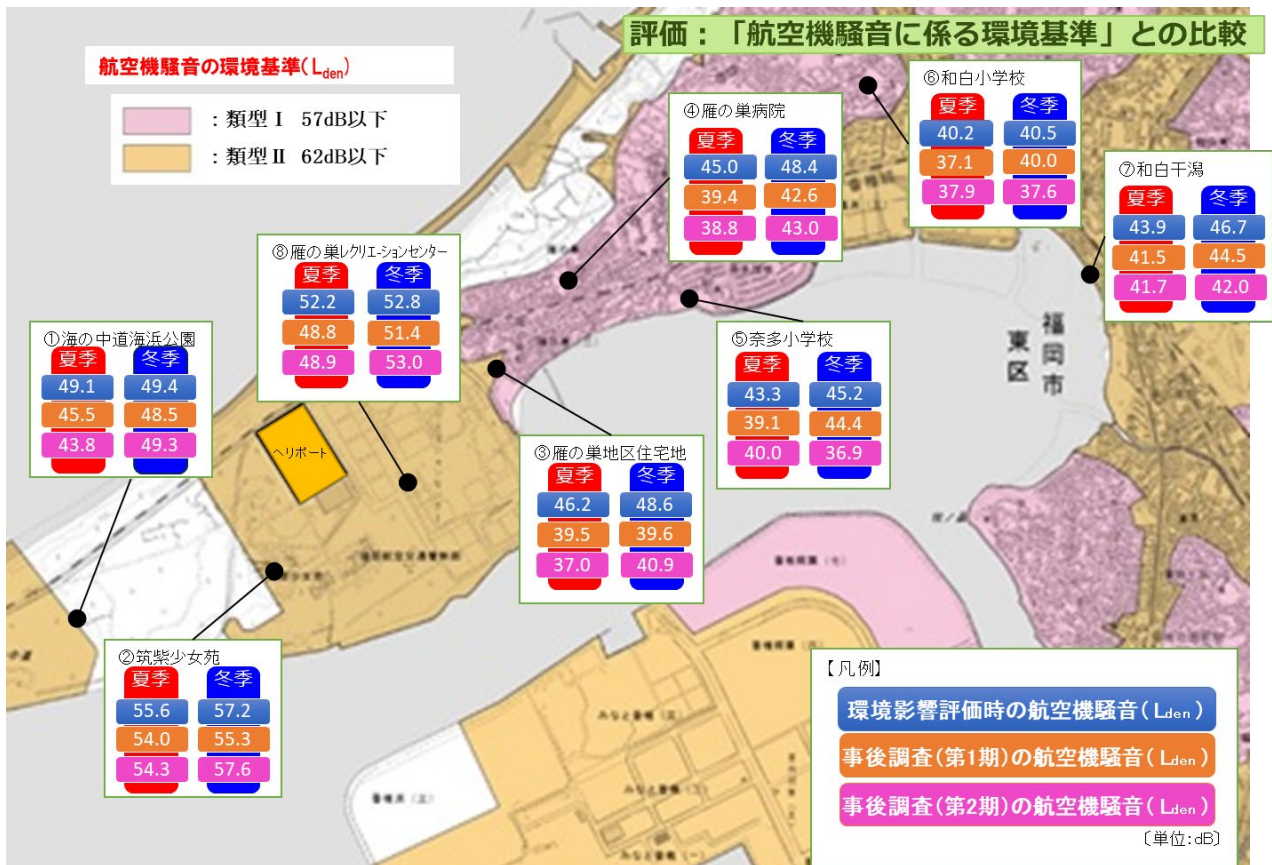 評価：「航空機騒音に係る環境基準」との比較
航空機騒音の環境基準(Lden)
：類型Ⅰ 57dB以下
：類型Ⅱ 62dB以下
①海の中道海浜公園
夏季 冬季
49.1 49.4
45.5 48.5
43.8 49.3
②筑紫少女苑
夏季 冬季
55.6 57.2
54.0 55.3
54.3 57.6
③雁の巣地区住宅地
夏季 冬季
46.2 48.6
39.5 39.6
37.0 40.9
④雁の巣病院
夏季 冬季
45.0 48.4
39.4 42.6
38.8 43.0
⑤奈多小学校
夏季 冬季
43.3 45.2
39.1 44.4
40.0 36.9
⑥和白小学校
夏季 冬季
40.2 40.5
37.1 40.0
37.9 37.6
⑦和白干潟
夏季 冬季
43.9 46.7
41.5 44.5
41.7 42.0
⑧雁の巣レクリエーションセンター
夏季 冬季
52.2 52.8
48.8 51.4
48.9 53.0
ヘリポート
福岡市
東区
【凡例】
環境影響評価時の航空機騒音(Lden)
事後調査(第1期)の航空機騒音(Lden)
事後調査(第2期)の航空機騒音(Lden)
〔単位:dB〕